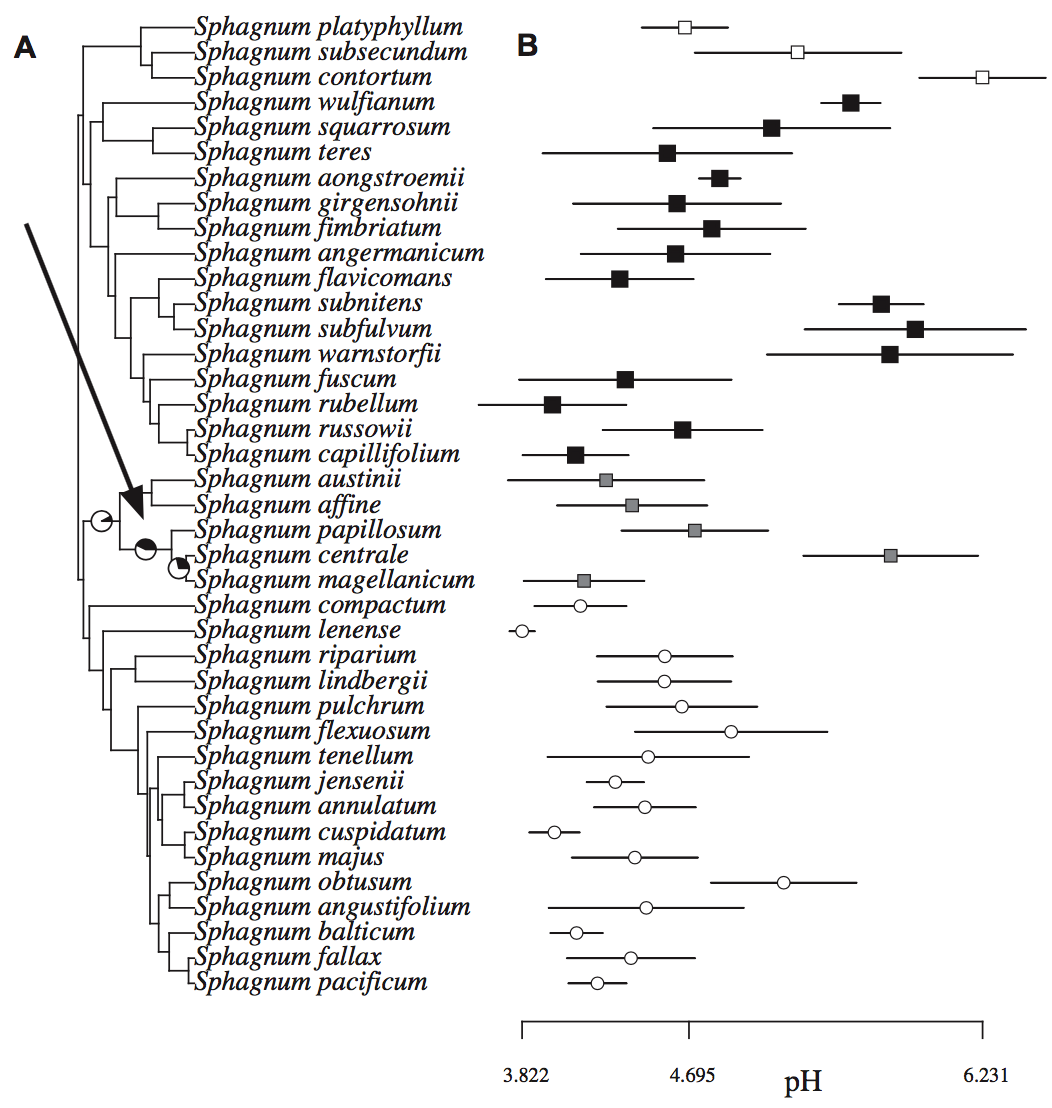 A
B
Sphagnum platyphyllum
Sphagnum subsecundum
Sphagnum contortum
Sphagnum wulfianum
Sphagnum squarrosum
Sphagnum teres
Sphagnum aongstroemii
Sphagnum girgensohnii
Sphagnum fimbriatum
Sphagnum angermanicum
Sphagnum flavicomans
Sphagnum subnitens
Sphagnum subfulvum
Sphagnum warnstorfii
Sphagnum fuscum
Sphagnum rubellum
Sphagnum russowii
Sphagnum capillifolium
Sphagnum austinii
Sphagnum affine
Sphagnum papillosum
Sphagnum centrale
Sphagnum magellanicum
Sphagnum compactum
Sphagnum lenense
Sphagnum riparium
Sphagnum lindbergii
Sphagnum pulchrum
Sphagnum flexuosum
Sphagnum tenellum
Sphagnum jensenii
Sphagnum annulatum
Sphagnum cuspidatum
Sphagnum majus
Sphagnum obtusum
Sphagnum angustifolium
Sphagnum balticum
Sphagnum fallax
Sphagnum pacificum
3.822 4.695 pH 6.231